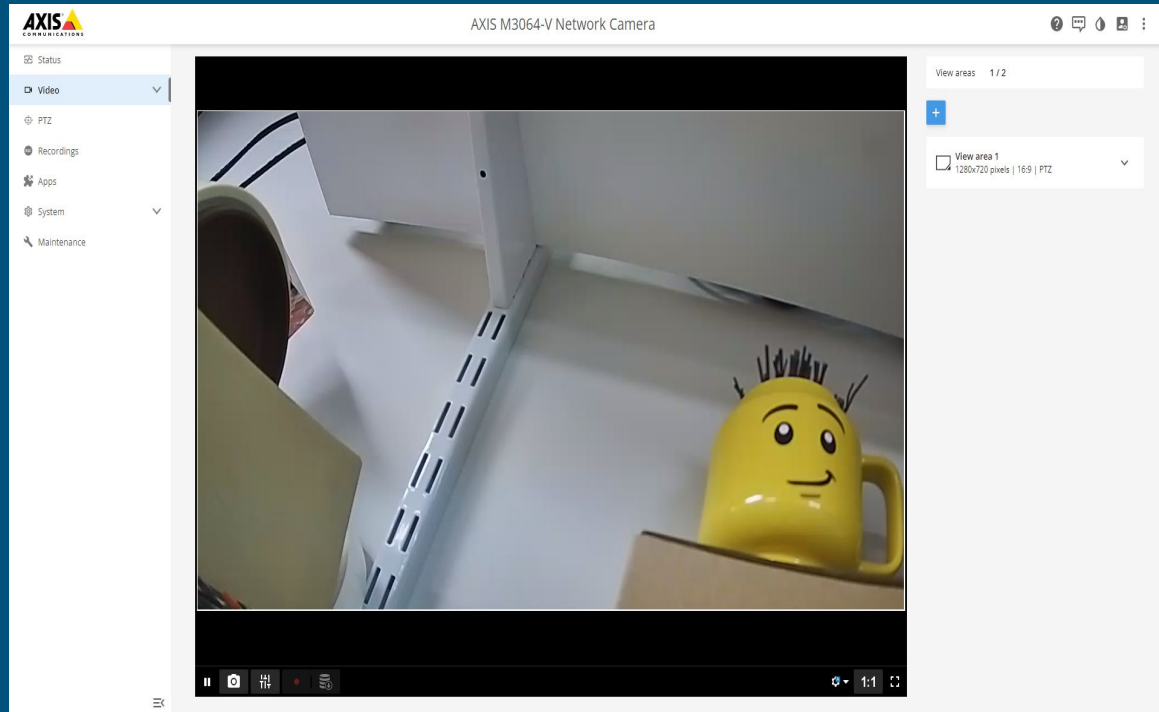 AXIS
COMMUNICATIONS
AXIS M3064-V Network Camera
Status
Video
PTZ
Recordings
Apps
System
Maintenance
View areas 1 / 2
+
View area 1
1280x720 pixels | 16:9 | PTZ
1:1